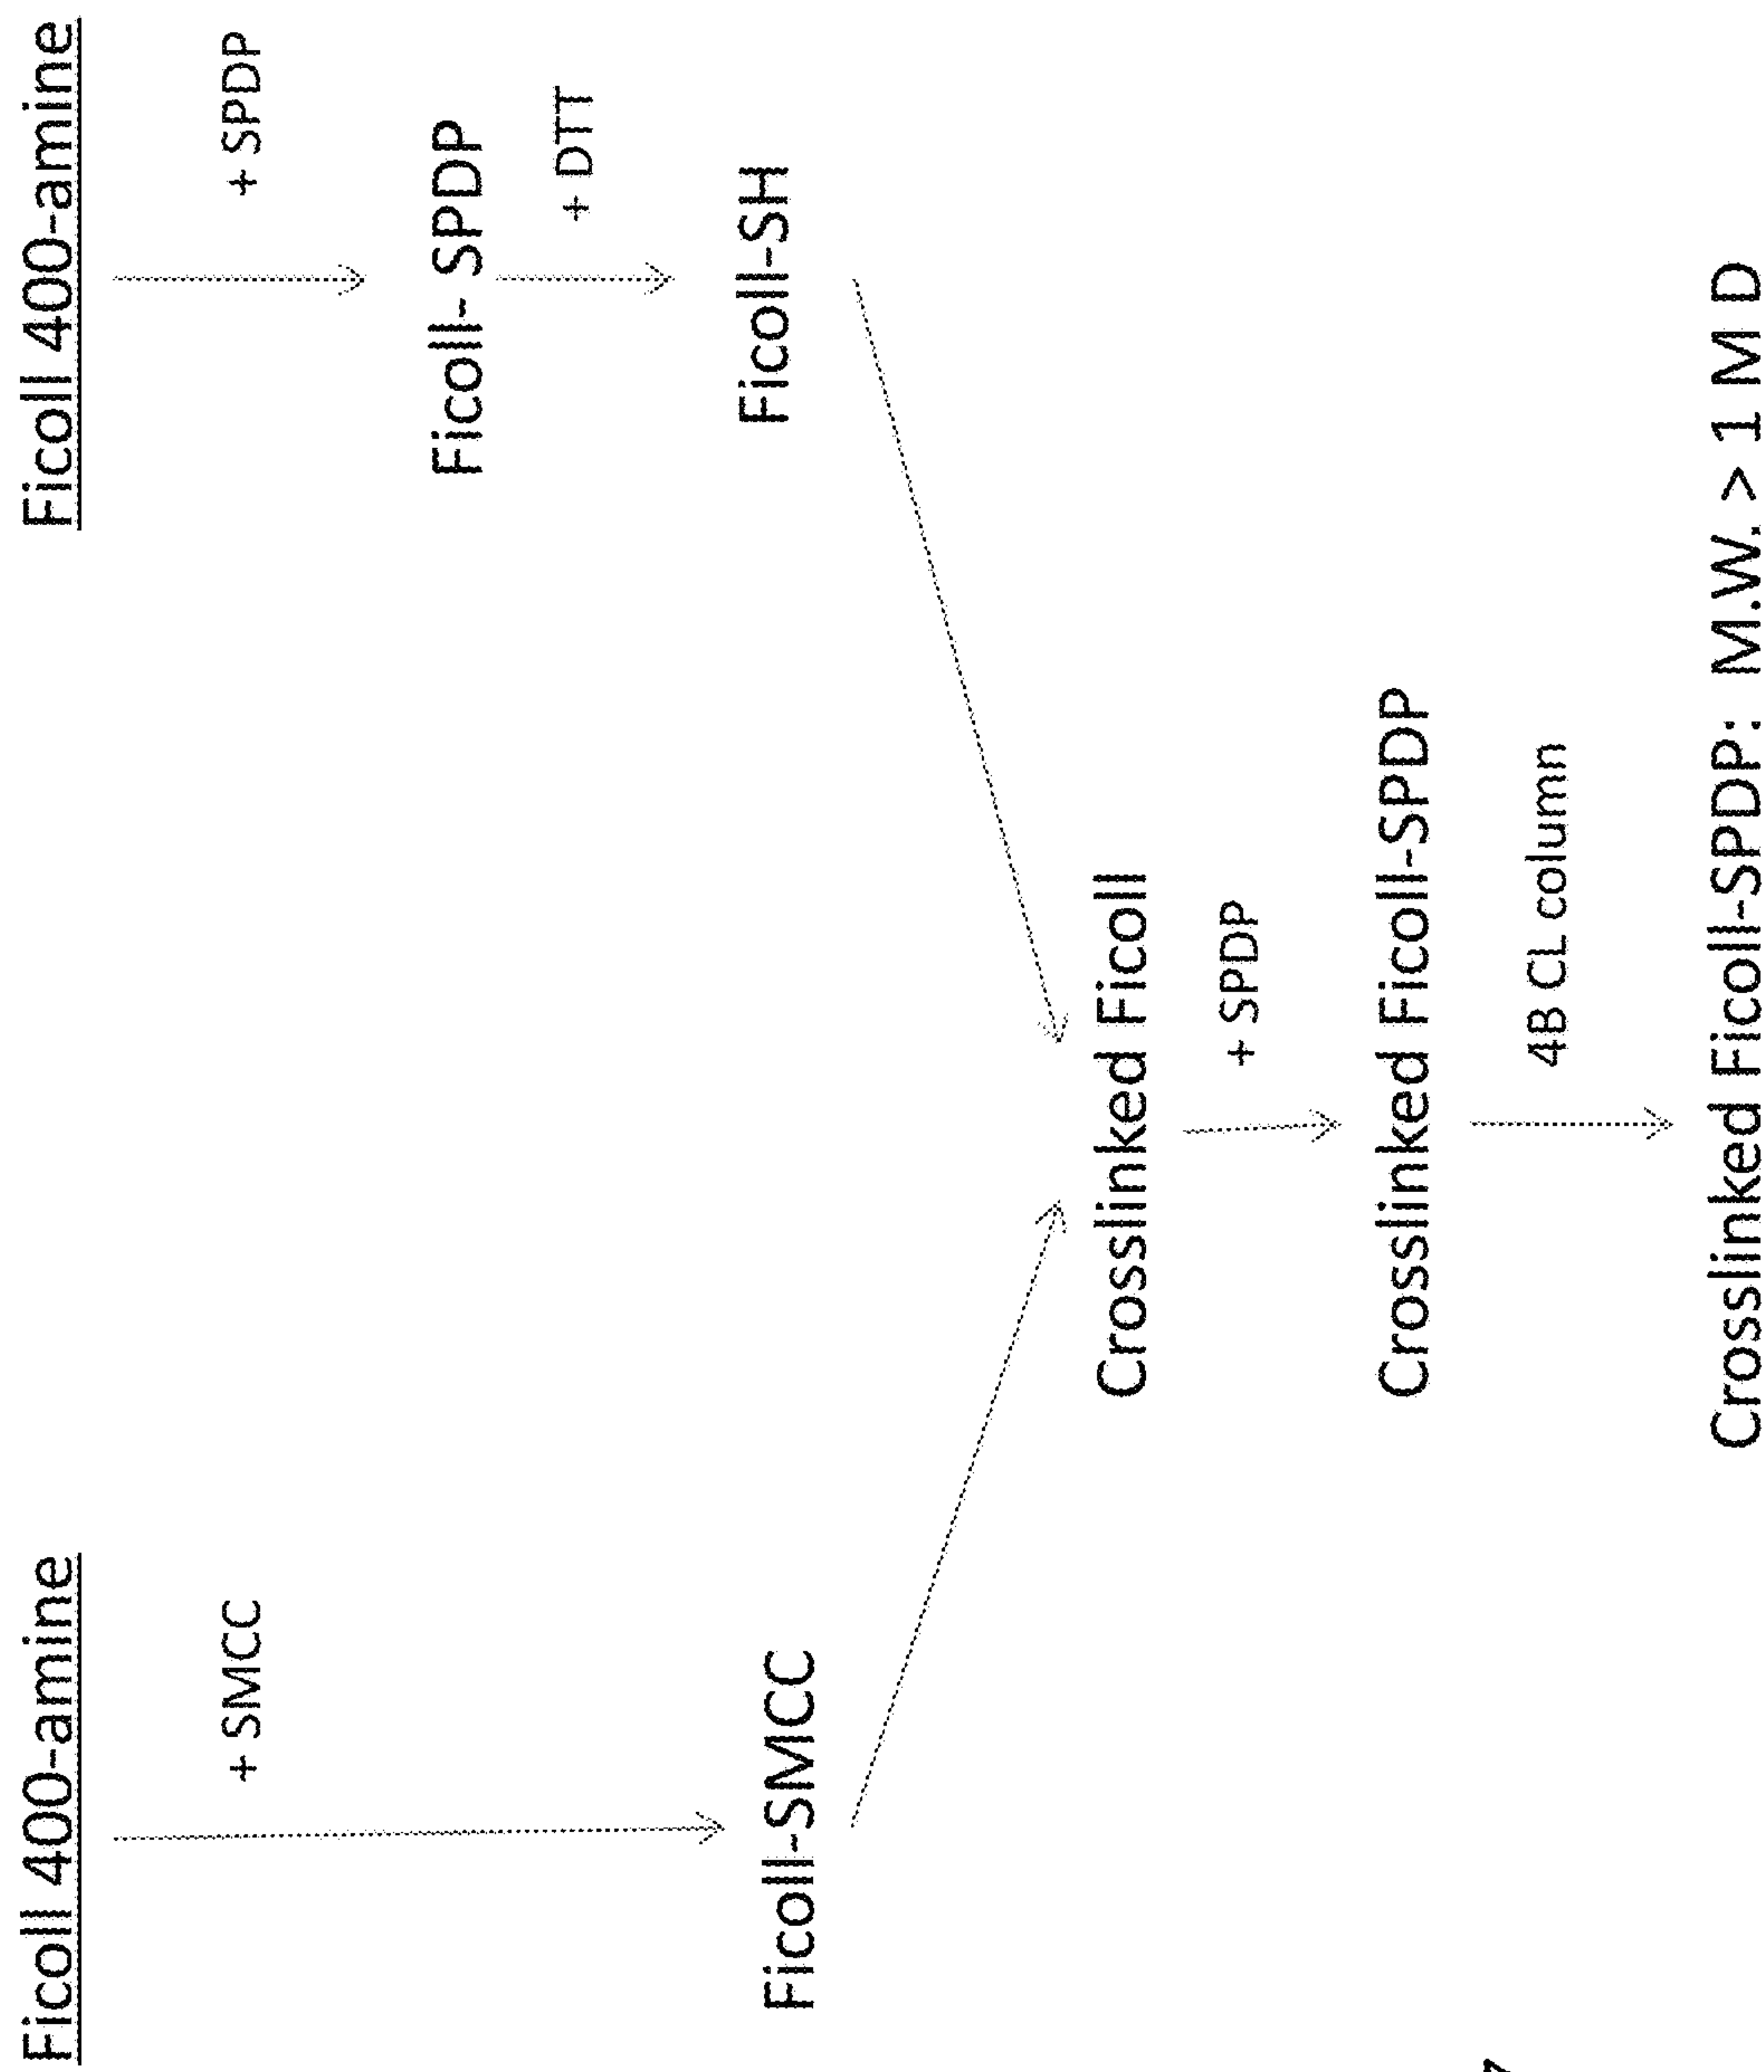 Ficoll 400-amine
Ficoll 400-amine
+ SMCC
+ SPDP
Ficoll- SPDP
+ DTT
Ficoll-SMCC
Ficoll-SH
Crosslinked Ficoll
+ SPDP
Crosslinked Ficoll-SPDP
4B CL column
Crosslinked Ficoll-SPDP: M.W. > 1 M D